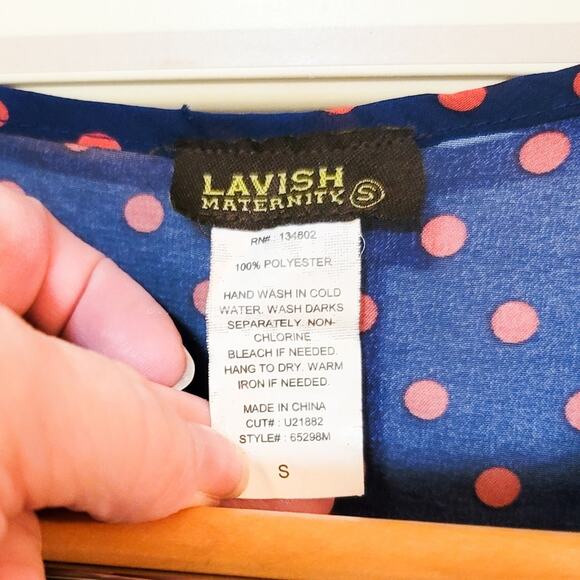 LAVISH
MATERNITY S
RN#: 134802
100% POLYESTER
HAND WASH IN COLD
WATER. WASH DARKS
SEPARATELY. NON-
CHLORINE
BLEACH IF NEEDED.
HANG TO DRY. WARM
IRON IF NEEDED.
MADE IN CHINA
CUT# : U21882
STYLE# : 65298M
S